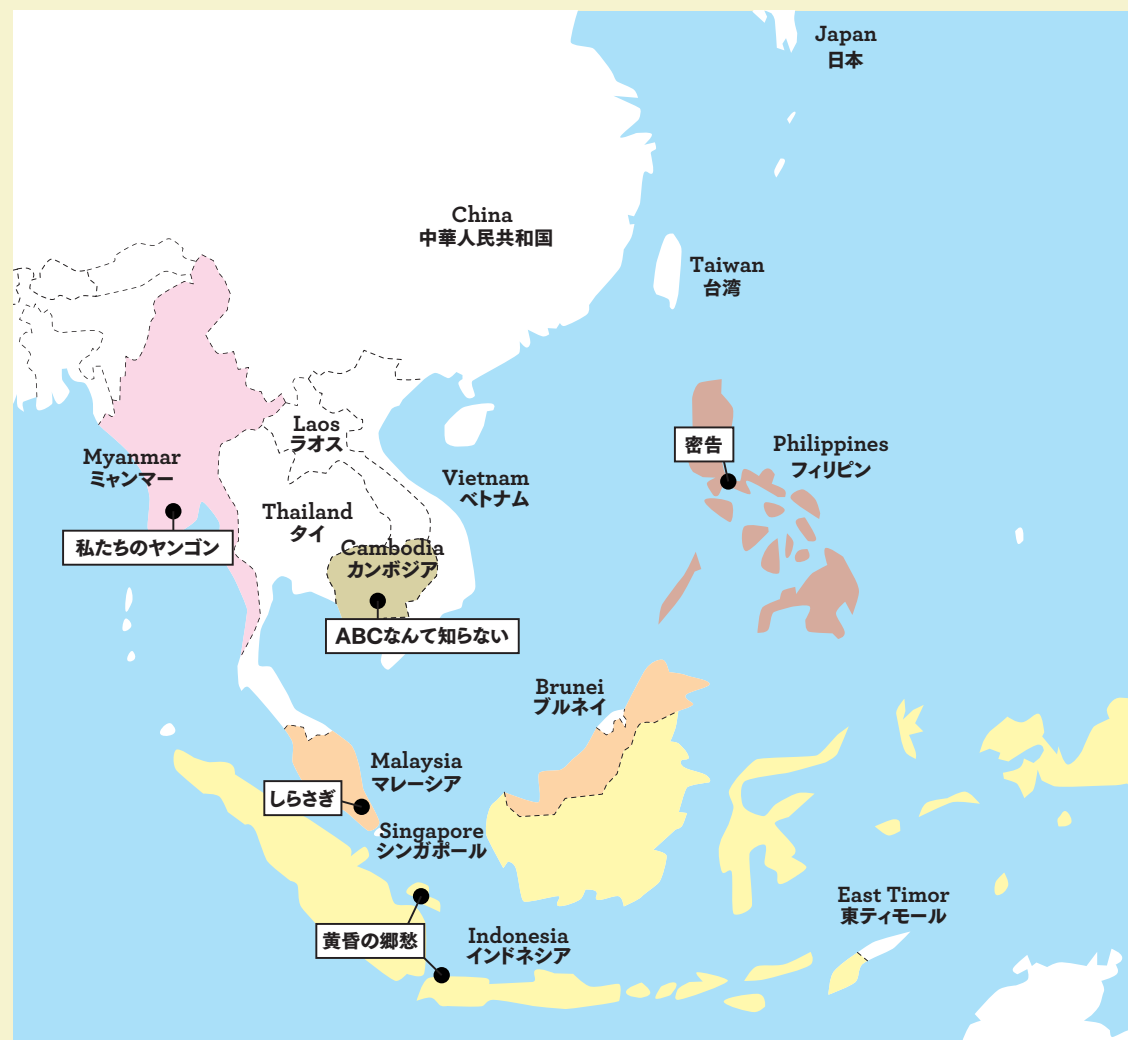 Japan
日本
China
中華人民共和国
Taiwan
台湾
Laos
ラオス
Myanmar
ミャンマー
密告
Philippines
フィリピン
Vietnam
ベトナム
Thailand
タイ
私たちのヤンゴン
Cambodia
カンボジア
ABCなんて知らない
Brunei
ブルネイ
Malaysia
マレーシア
しらさぎ
Singapore
シンガポール
East Timor
東ティモール
黄昏の郷愁
Indonesia
インドネシア